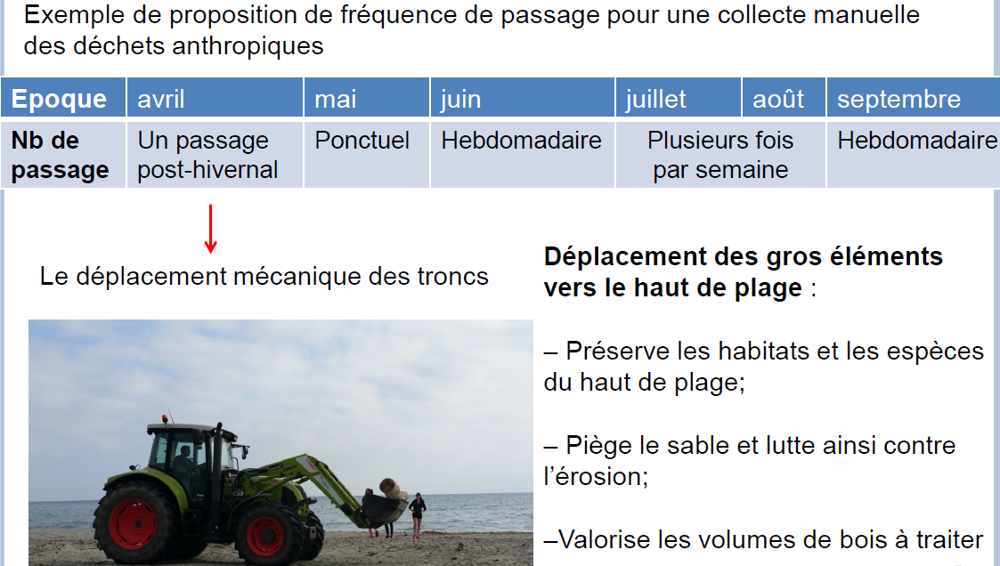 Exemple de proposition de fréquence de passage pour une collecte manuelle
des déchets anthropiques
Epoque avril mai juin juillet août septembre
Nb de passage Un passage post-hivernal Ponctuel Hebdomadaire Plusieurs fois par semaine Hebdomadaire
Le déplacement mécanique des troncs
Déplacement des gros éléments
vers le haut de plage :
– Préserve les habitats et les espèces
du haut de plage;
– Piège le sable et lutte ainsi contre
l’érosion;
–Valorise les volumes de bois à traiter